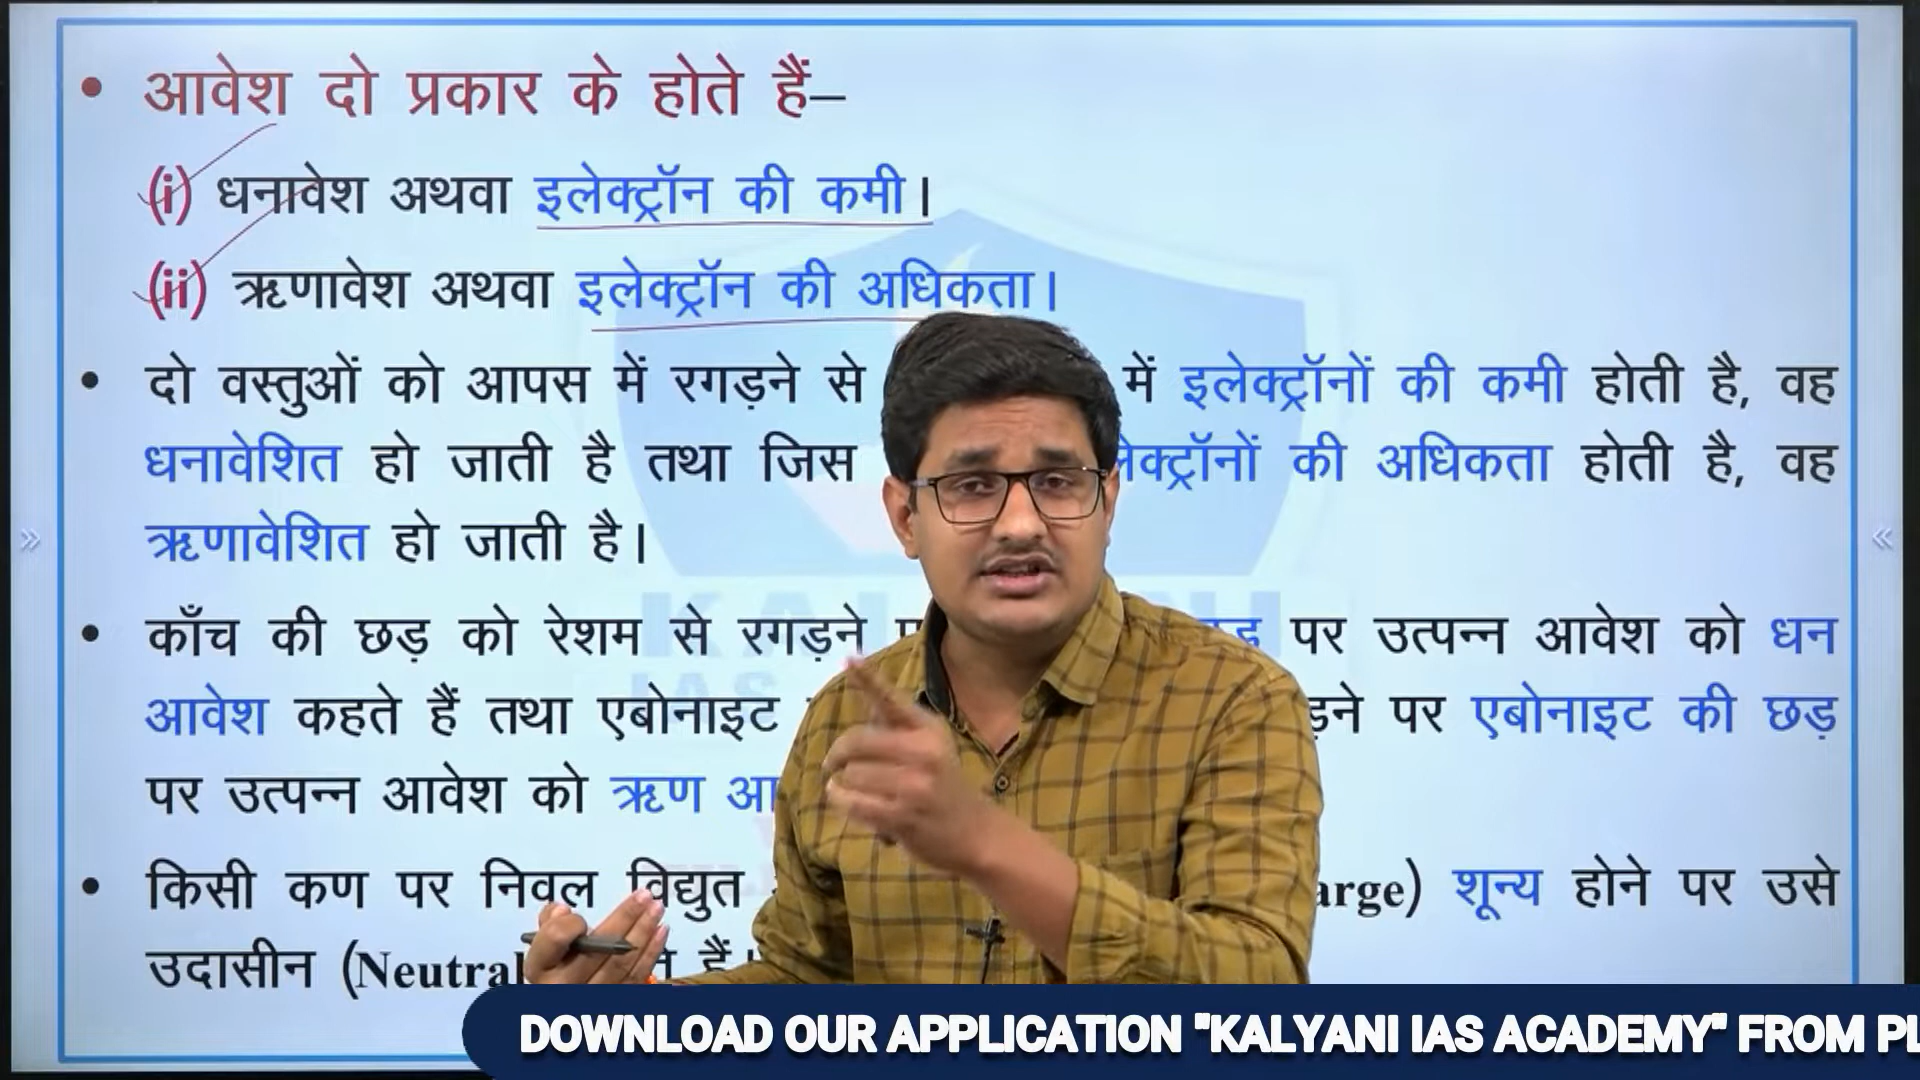 • आवेश दो प्रकार के होते हैं–
(i) धनावेश अथवा इलेक्ट्रॉन की कमी।
(ii) ऋणावेश अथवा इलेक्ट्रॉन की अधिकता।
• दो वस्तुओं को आपस में रगड़ने से में इलेक्ट्रॉनों की कमी होती है, वह
धनावेशित हो जाती है तथा जिस लेक्ट्रॉनों की अधिकता होती है, वह
ऋणावेशित हो जाती है।
• काँच की छड़ को रेशम से रगड़ने पर उत्पन्न आवेश को धन
आवेश कहते हैं तथा एबोनाइट ड़ने पर एबोनाइट की छड़
पर उत्पन्न आवेश को ऋण आ
• किसी कण पर निवल विद्युत arge) शून्य होने पर उसे
उदासीन (Neutral हैं।
DOWNLOAD OUR APPLICATION "KALYANI IAS ACADEMY" FROM PL